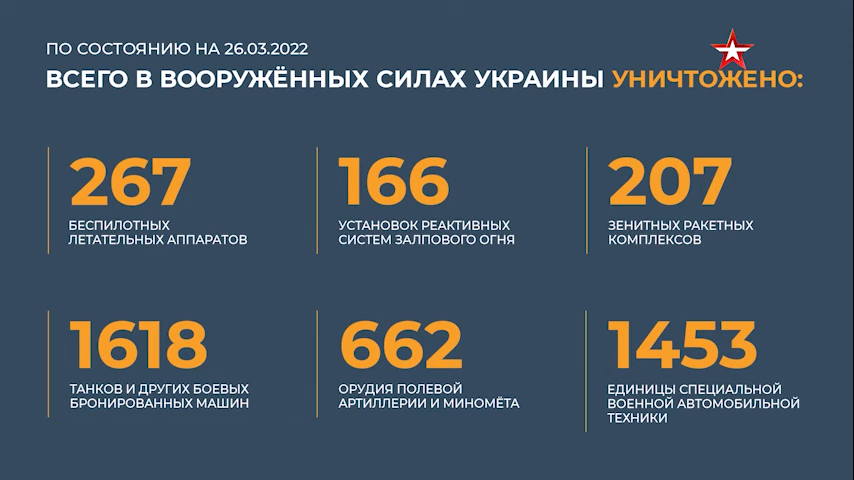 ПО СОСТОЯНИЮ НА 26.03.2022
ВСЕГО В ВООРУЖЁННЫХ СИЛАХ УКРАИНЫ УНИЧТОЖЕНО:
267
БЕСПИЛОТНЫХ
ЛЕТАТЕЛЬНЫХ АППАРАТОВ
166
УСТАНОВОК РЕАКТИВНЫХ
СИСТЕМ ЗАЛПОВОГО ОГНЯ
207
ЗЕНИТНЫХ РАКЕТНЫХ
КОМПЛЕКСОВ
1618
ТАНКОВ И ДРУГИХ БОЕВЫХ
БРОНИРОВАННЫХ МАШИН
662
ОРУДИЯ ПОЛЕВОЙ
АРТИЛЛЕРИИ И МИНОМЁТА
1453
ЕДИНИЦЫ СПЕЦИАЛЬНОЙ
ВОЕННОЙ АВТОМОБИЛЬНОЙ
ТЕХНИКИ